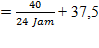 = 40/24 Jam + 37,5